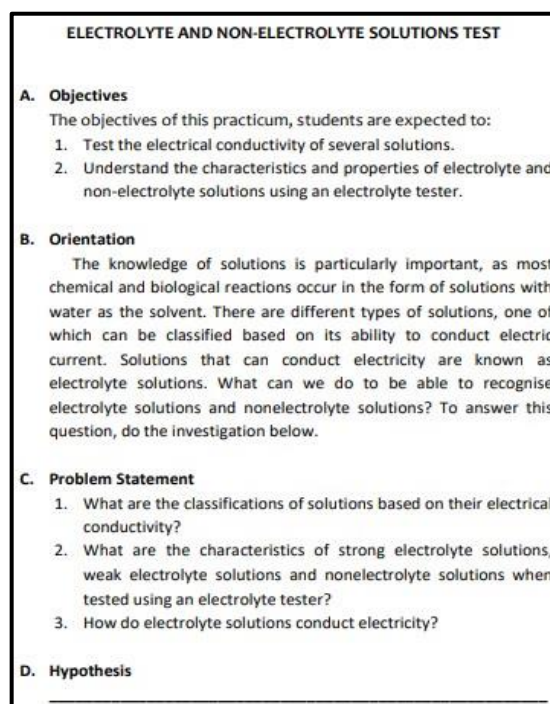 ELECTROLYTE AND NON-ELECTROLYTE SOLUTIONS TEST
A. Objectives
The objectives of this practicum, students are expected to:
1. Test the electrical conductivity of several solutions.
2. Understand the characteristics and properties of electrolyte and
non-electrolyte solutions using an electrolyte tester.
B. Orientation
The knowledge of solutions is particularly important, as most
chemical and biological reactions occur in the form of solutions with
water as the solvent. There are different types of solutions, one of
which can be classified based on its ability to conduct electric
current. Solutions that can conduct electricity are known as
electrolyte solutions. What can we do to be able to recognise
electrolyte solutions and nonelectrolyte solutions? To answer this
question, do the investigation below.
C. Problem Statement
1. What are the classifications of solutions based on their electrical
conductivity?
2. What are the characteristics of strong electrolyte solutions,
weak electrolyte solutions and nonelectrolyte solutions when
tested using an electrolyte tester?
3. How do electrolyte solutions conduct electricity?
D. Hypothesis